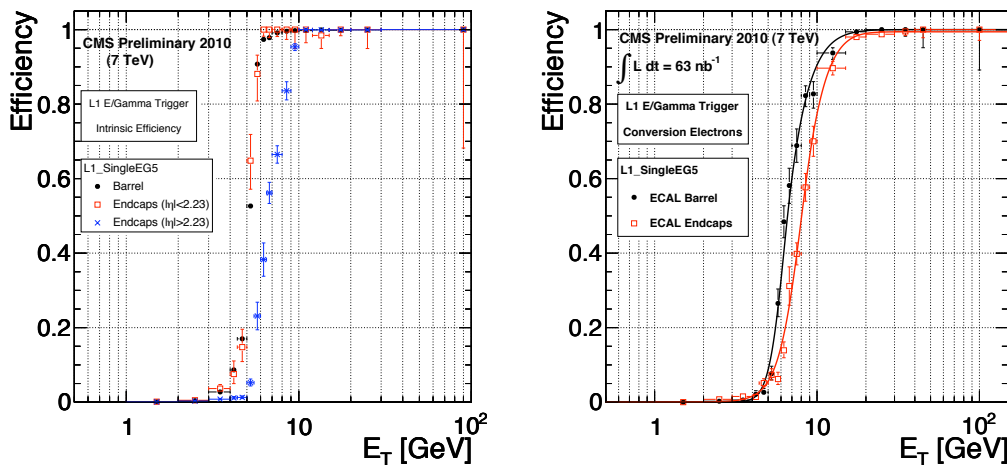 CMS Preliminary 2010
(7 TeV)
L1 E/Gamma Trigger
Intrinsic Efficiency
L1_SingleEG5
Barrel
Endcaps (|η|<2.23)
Endcaps (|η|>2.23)
Efficiency
1
0.8
0.6
0.4
0.2
0
1
10
10²
E_T [GeV]
CMS Preliminary 2010 (7 TeV)
∫ L dt = 63 nb⁻¹
L1 E/Gamma Trigger
Conversion Electrons
L1_SingleEG5
ECAL Barrel
ECAL Endcaps
Efficiency
1
0.8
0.6
0.4
0.2
0
1
10
10²
E_T [GeV]